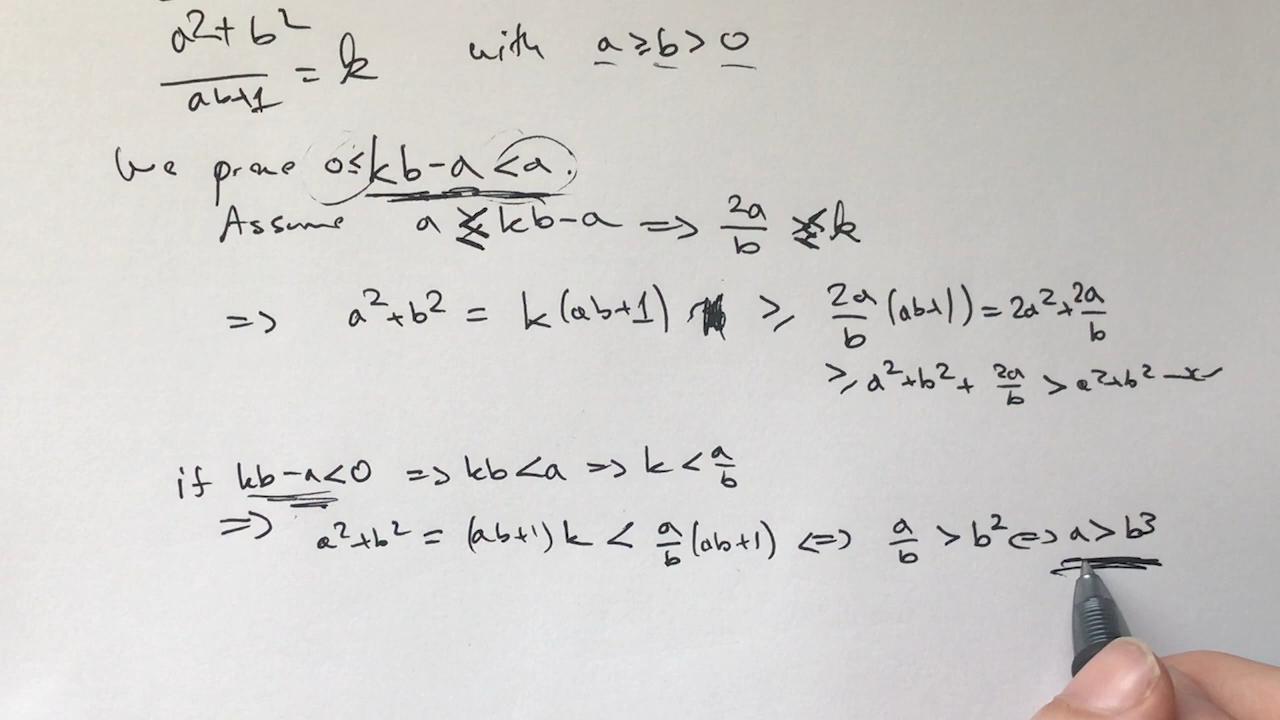 a²+b²/ab+1 = k with a ≥ b > 0
We prove 0≤kb-a<a.
Assume a ≤ kb-a => 2a/b ≤ k
=> a²+b² = k(ab+1) ≥ 2a/b (ab+1) = 2a²+2a/b
≥ a²+b² + 2a/b > a²+b²
if kb-a<0 => kb<a => k < a/b
=> a²+b² = (ab+1)k < a/b (ab+1) <=> a/b > b² <=> a > b³